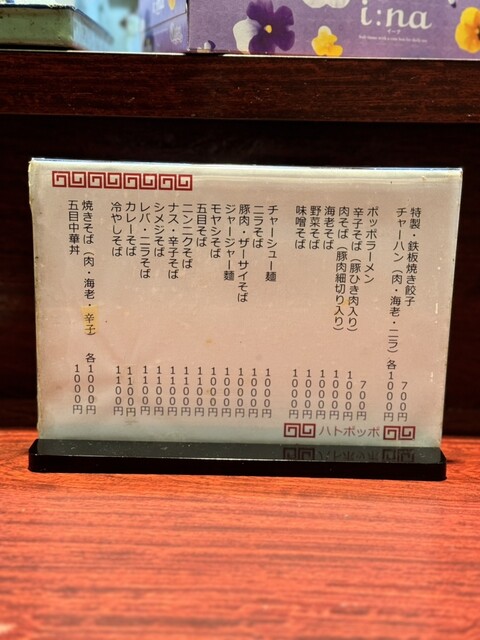 i:na
イーナ
特製・鉄板焼き餃子 700円
チャーハン（肉・海老・ニラ）各1000円
ポッポラーメン 700円
辛子そば（豚ひき肉入り） 1000円
肉そば（豚肉細切り入り） 1000円
海老そば 1000円
野菜そば 1000円
味噌そば 1000円
チャーシュー麺 1000円
ニラそば 1000円
豚肉・ザーサイそば 1000円
ジャージャー麺 1000円
モヤシそば 1000円
五目そば 1100円
ニンニクそば 1100円
ナス・辛子そば 1100円
シメジそば 1100円
レバ・ニラそば 1100円
カレーそば 1100円
冷やしそば 1100円
焼きそば（肉・海老・辛子） 各1000円
五目中華丼 1000円
ハトポッポ